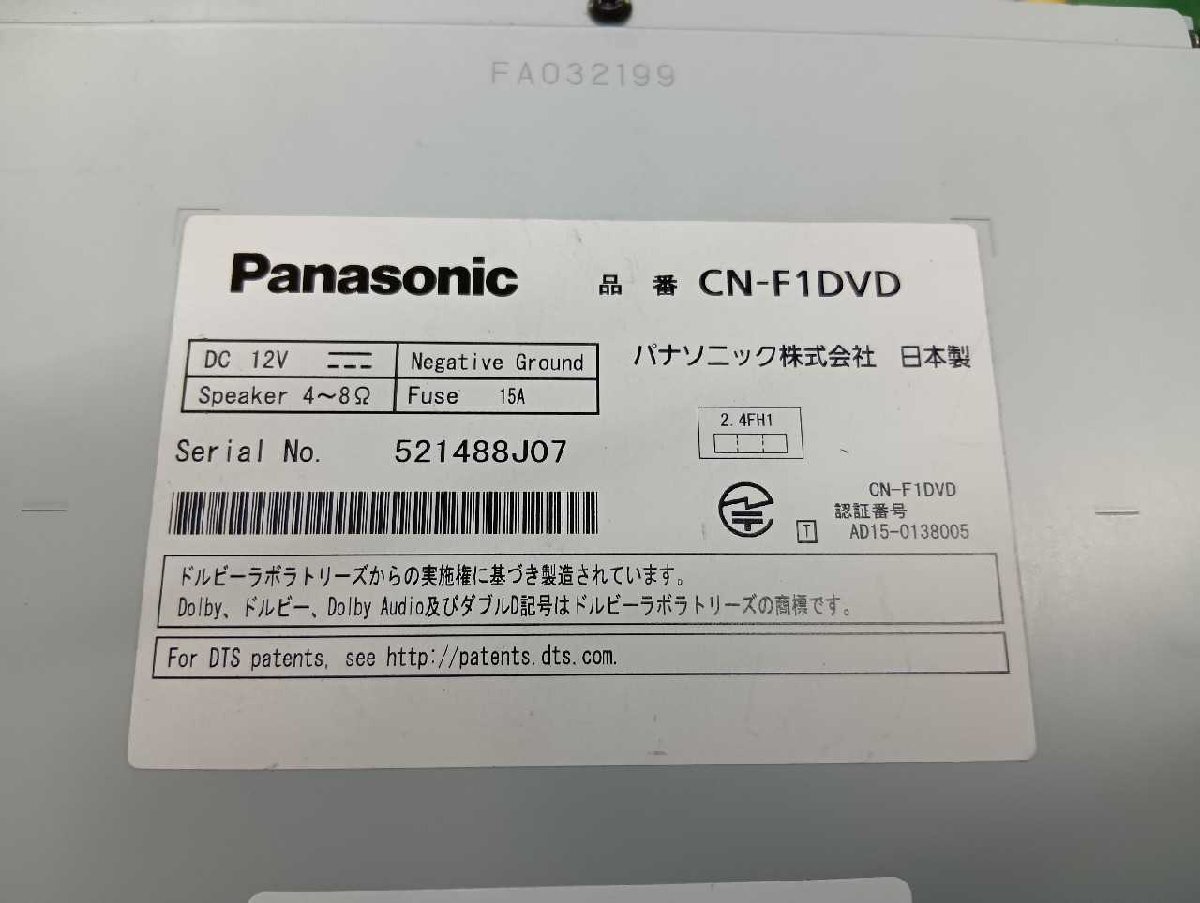 FA032199
Panasonic 品番 CN-F1DVD
DC 12V Negative Ground
Speaker 4～8Ω Fuse 15A
パナソニック株式会社 日本製
2.4FH1
Serial No. 521488J07
CN-F1DVD
認証番号
T AD15-0138005
ドルビーラボラトリーズからの実施権に基づき製造されています。
Dolby、ドルビー、Dolby Audio及びダブルD記号はドルビーラボラトリーズの商標です。
For DTS patents, see http://patents.dts.com.